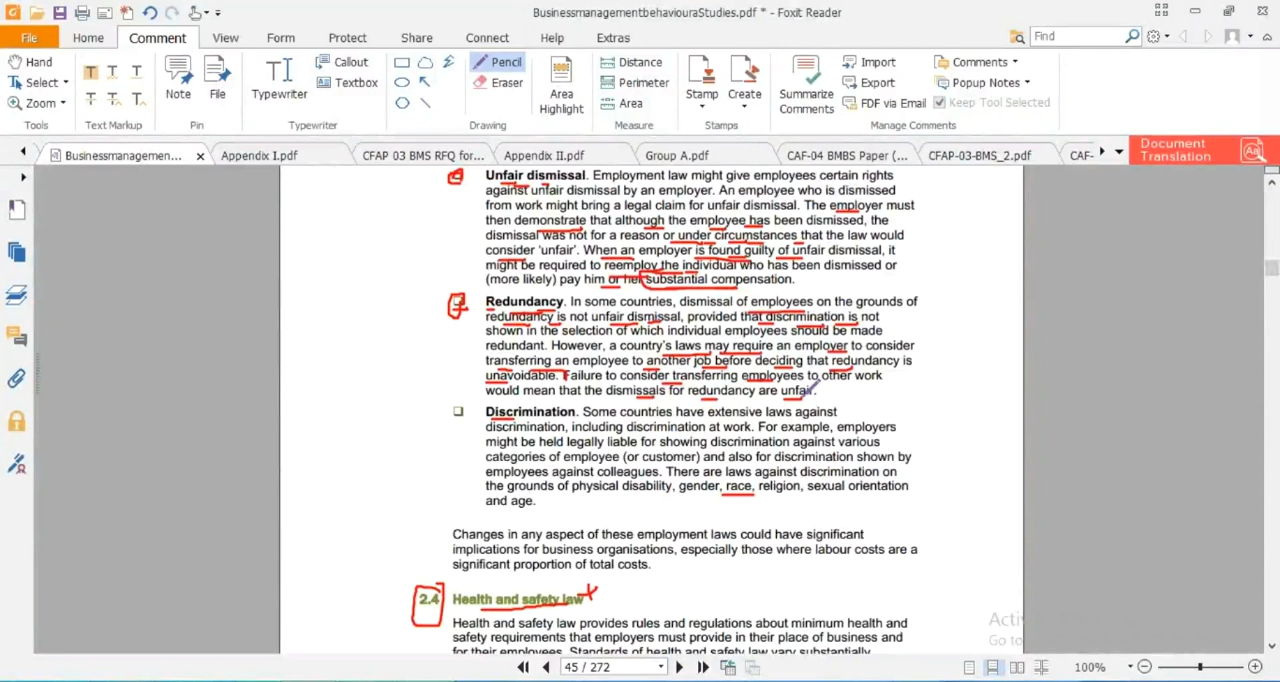 BusinessmanagementbehaviouraStudies.pdf * - Foxit Reader
File Home Comment View Form Protect Share Connect Help Extras
Find
Hand
Select
Zoom
Tools
Text Markup
Note
File
Pin
Typewriter
Callout
Textbox
Typewriter
Pencil
Eraser
Drawing
Area Highlight
Distance
Perimeter
Area
Measure
Stamp
Create
Stamps
Summarize Comments
Import
Export
FDF via Email
Comments
Popup Notes
Keep Tool Selected
Manage Comments
Businessmanagemen... x Appendix I.pdf CFAP 03 BMS RFQ for... Appendix II.pdf Group A.pdf CAF-04 BMBS Paper (... CFAP-03-BMS_2.pdf CAF-
Document Translation
Unfair dismissal. Employment law might give employees certain rights
against unfair dismissal by an employer. An employee who is dismissed
from work might bring a legal claim for unfair dismissal. The employer must
then demonstrate that although the employee has been dismissed, the
dismissal was not for a reason or under circumstances that the law would
consider ‘unfair’. When an employer is found guilty of unfair dismissal, it
might be required to reemploy the individual who has been dismissed or
(more likely) pay him or her substantial compensation.
Redundancy. In some countries, dismissal of employees on the grounds of
redundancy is not unfair dismissal, provided that discrimination is not
shown in the selection of which individual employees should be made
redundant. However, a country’s laws may require an employer to consider
transferring an employee to another job before deciding that redundancy is
unavoidable. Failure to consider transferring employees to other work
would mean that the dismissals for redundancy are unfair.
Discrimination. Some countries have extensive laws against
discrimination, including discrimination at work. For example, employers
might be held legally liable for showing discrimination against various
categories of employee (or customer) and also for discrimination shown by
employees against colleagues. There are laws against discrimination on
the grounds of physical disability, gender, race, religion, sexual orientation
and age.
Changes in any aspect of these employment laws could have significant
implications for business organisations, especially those where labour costs are a
significant proportion of total costs.
2.4 Health and safety law
Health and safety law provides rules and regulations about minimum health and
safety requirements that employers must provide in their place of business and
for their employees. Standards of health and safety law vary substantially
Go to
45 / 272
100%